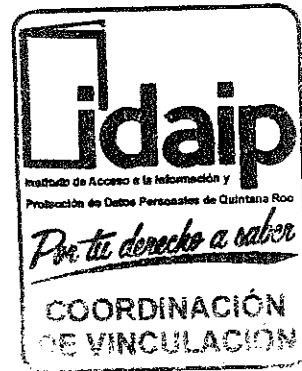 idaip
Instituto de Acceso a la Información y
Protección de Datos Personales de Quintana Roo
Por tu derecho a saber
COORDINACIÓN
DE VINCULACIÓN